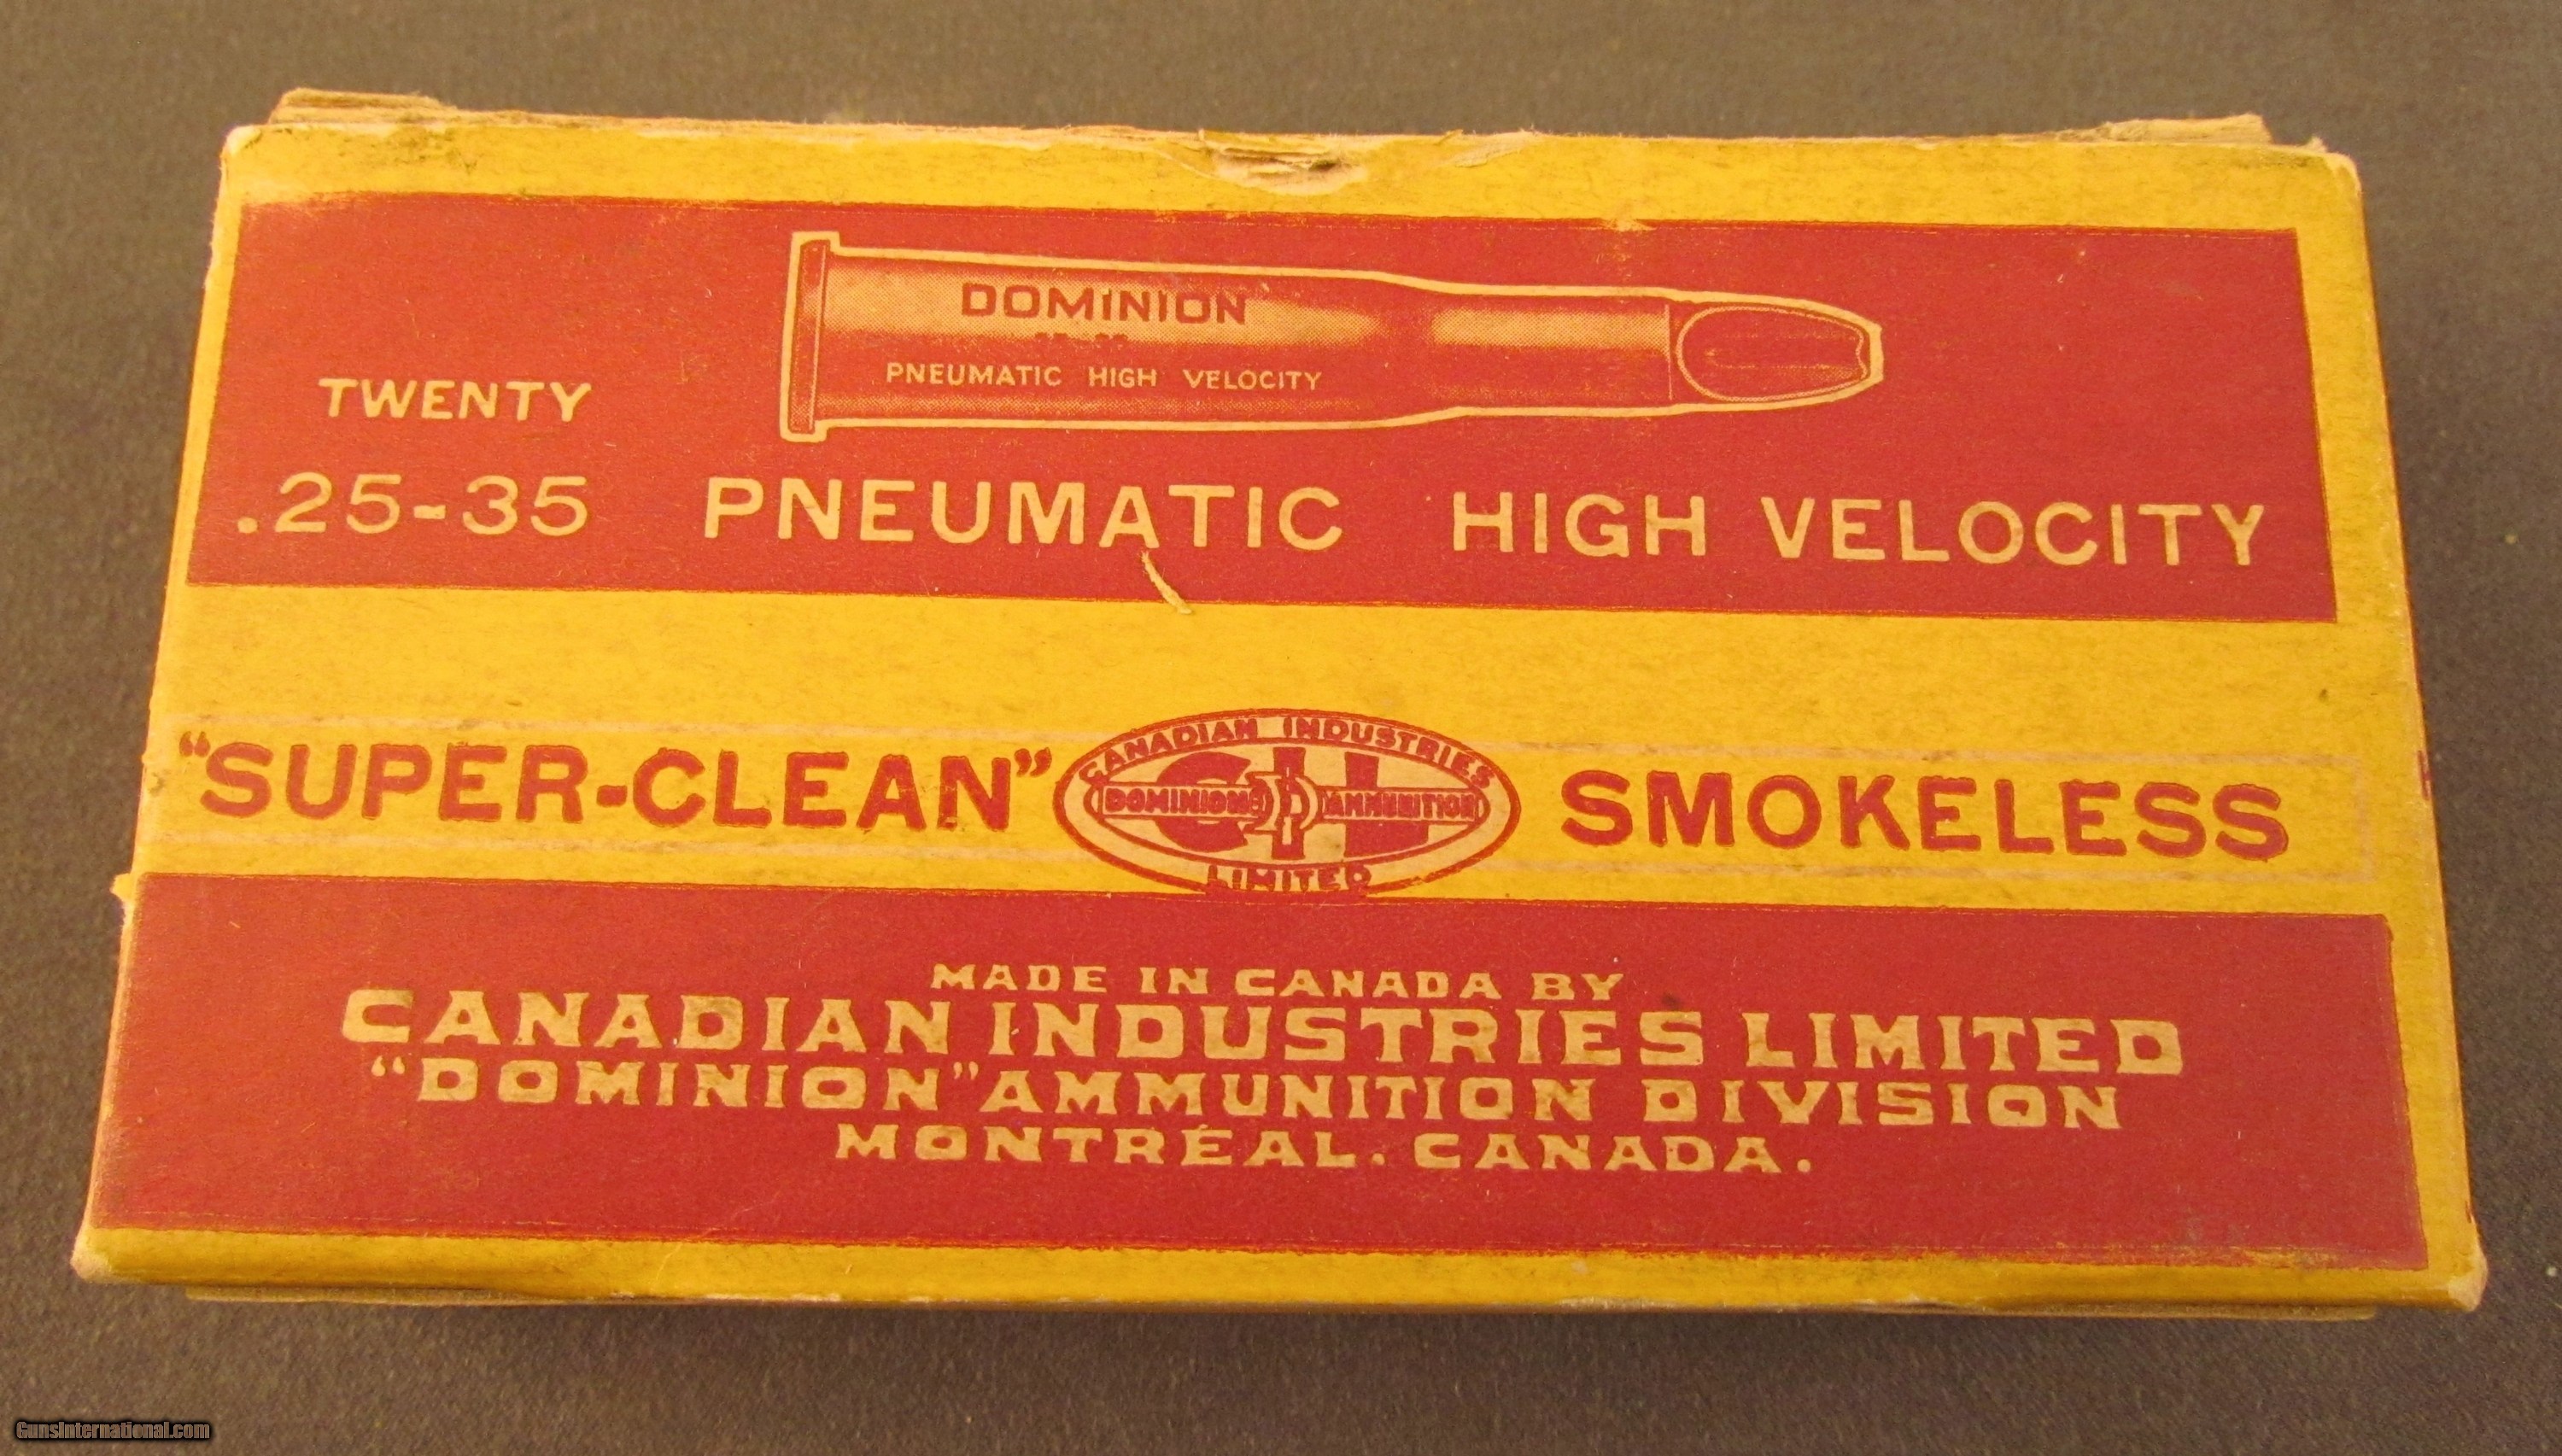 DOMINION
PNEUMATIC HIGH VELOCITY
TWENTY
.25-35 PNEUMATIC HIGH VELOCITY
"SUPER-CLEAN" SMOKELESS
CANADIAN INDUSTRIES
CIL
DOMINION AMMUNITION
LIMITED
MADE IN CANADA BY
CANADIAN INDUSTRIES LIMITED
"DOMINION" AMMUNITION DIVISION
MONTRÉAL. CANADA.
GunsInternational.com